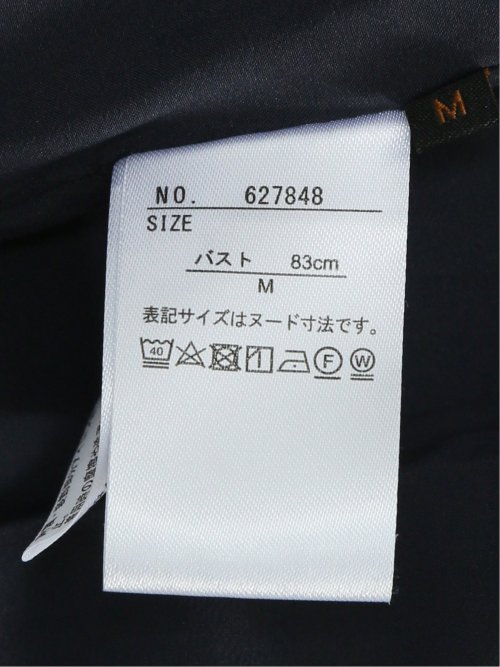 M
NO. 627848
SIZE
バスト 83cm
M
表記サイズはヌード寸法です。
40 F W